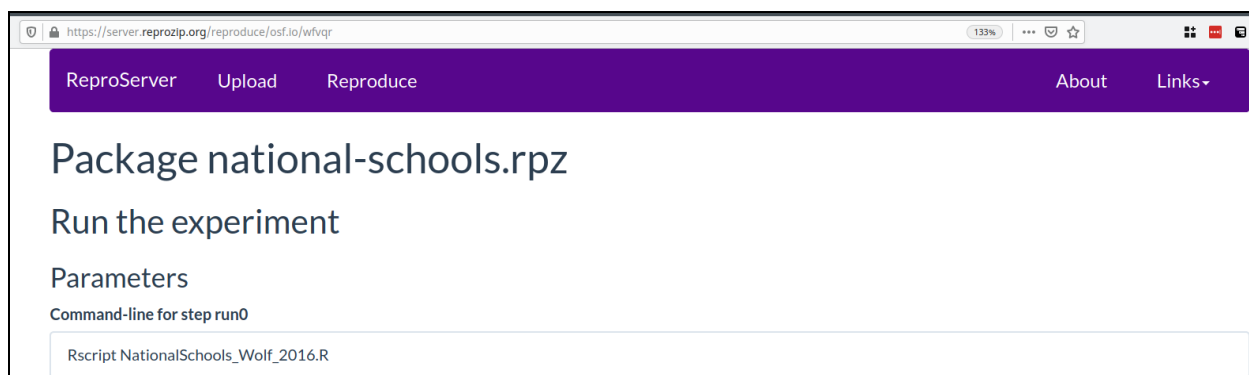 https://server.reprozip.org/reproduce/osf.io/wfvqr 133%
ReproServer Upload Reproduce About Links
Package national-schools.rpz
Run the experiment
Parameters
Command-line for step run0
Rscript NationalSchools_Wolf_2016.R